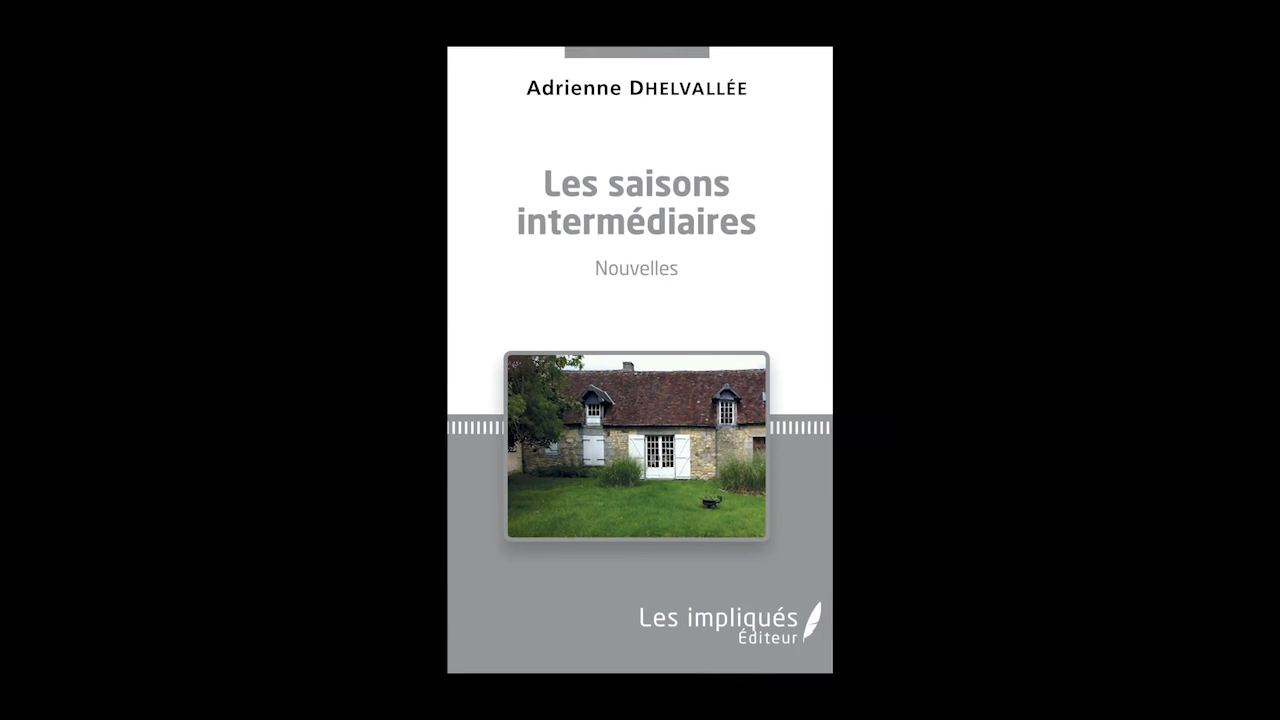 Adrienne DHELVALLÉE
Les saisons
intermédiaires
Nouvelles
Les impliqués
Éditeur